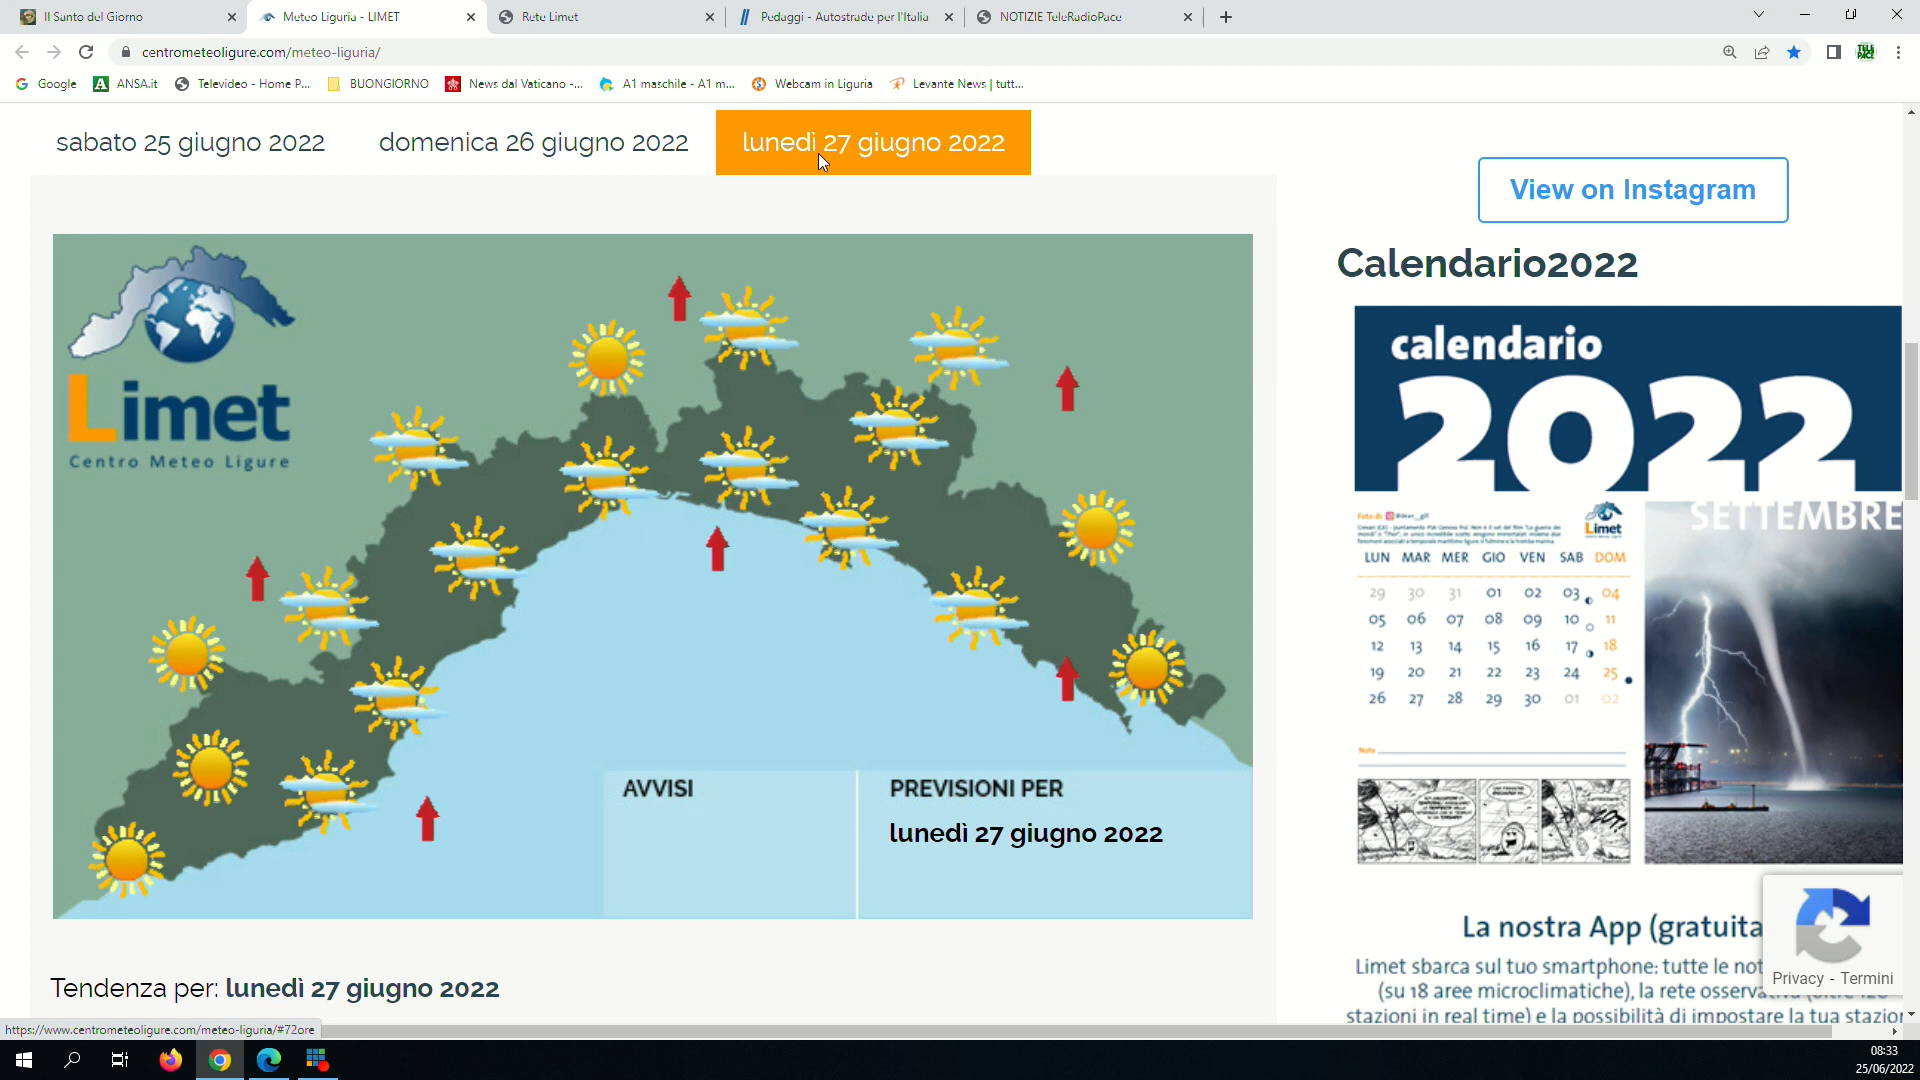 Il Santo del Giorno
Meteo Liguria - LIMET
Rete Limet
Pedaggi - Autostrade per l'Italia
NOTIZIE TeleRadioPace
centrometeoligure.com/meteo-liguria/
Google
ANSA.it
Televideo - Home P...
BUONGIORNO
News dal Vaticano -...
A1 maschile - A1 m...
Webcam in Liguria
Levante News | tutt...
sabato 25 giugno 2022
domenica 26 giugno 2022
lunedì 27 giugno 2022
View on Instagram
Calendario2022
Limet
Centro Meteo Ligure
calendario
2022
SETTEMBRE
Foto di:
Limet
LUN MAR MER GIO VEN SAB DOM
29 30 31 01 02 03 04
05 06 07 08 09 10 11
12 13 14 15 16 17 18
19 20 21 22 23 24 25
26 27 28 29 30 01 02
Note
AVVISI
PREVISIONI PER
lunedì 27 giugno 2022
La nostra App (gratuita
Limet sbarca sul tuo smartphone: tutte le not
(su 18 aree microclimatiche), la rete osserva
stazioni in real time) e la possibilità di impostare la tua stazion
Privacy - Termini
Tendenza per: lunedì 27 giugno 2022
https://www.centrometeoligure.com/meteo-liguria/#72ore
08:33
25/06/2022